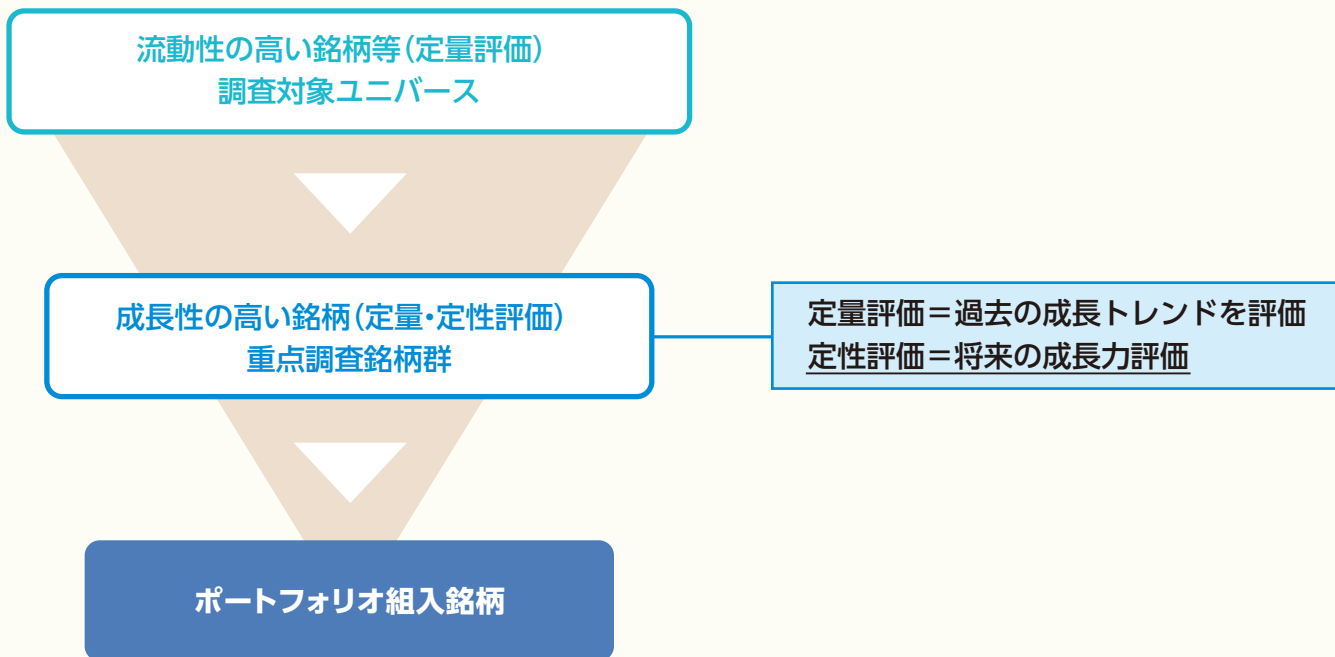 流動性の高い銘柄等（定量評価）
調査対象ユニバース
成長性の高い銘柄（定量・定性評価）
重点調査銘柄群
定量評価＝過去の成長トレンドを評価
定性評価＝将来の成長力評価
ポートフォリオ組入銘柄